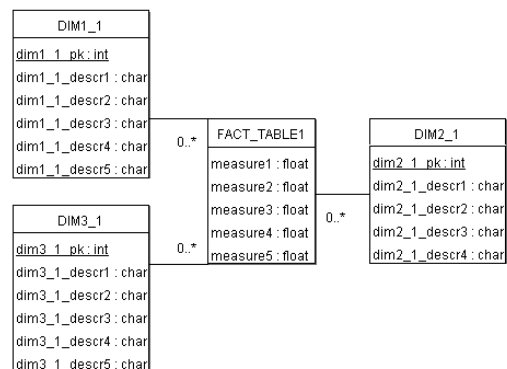 DIM1_1
dim1_1_pk : int
dim1_1_descr1 : char
dim1_1_descr2 : char
dim1_1_descr3 : char
dim1_1_descr4 : char
dim1_1_descr5 : char
0..*
FACT_TABLE1
measure1 : float
measure2 : float
measure3 : float
measure4 : float
measure5 : float
0..*
DIM2_1
dim2_1_pk : int
dim2_1_descr1 : char
dim2_1_descr2 : char
dim2_1_descr3 : char
dim2_1_descr4 : char
DIM3_1
0..*
dim3_1_pk : int
dim3_1_descr1 : char
dim3_1_descr2 : char
dim3_1_descr3 : char
dim3_1_descr4 : char
dim3_1_descr5 : char